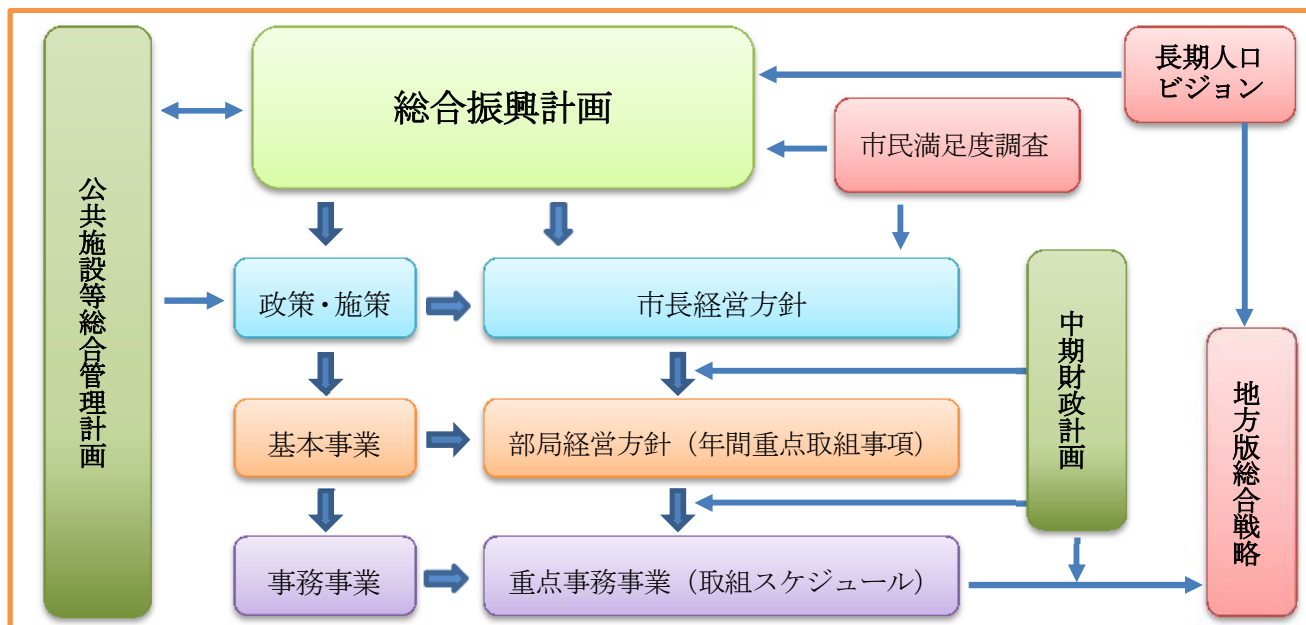 公共施設等総合管理計画
総合振興計画
長期人口
ビジョン
市民満足度調査
政策・施策
市長経営方針
中期財政計画
地方版総合戦略
基本事業
部局経営方針（年間重点取組事項）
事務事業
重点事務事業（取組スケジュール）